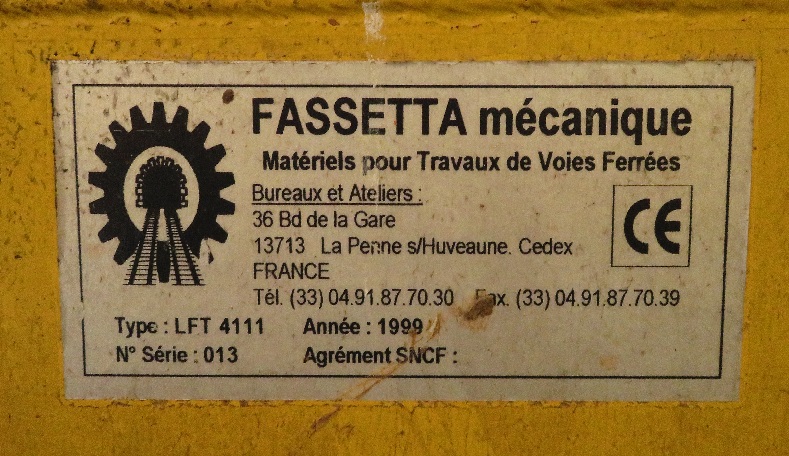 FASSETTA mécanique
Matériels pour Travaux de Voies Ferrées
Bureaux et Ateliers :
36 Bd de la Gare
13713 La Penne s/Huveaune. Cedex
FRANCE
Tél. (33) 04.91.87.70.30 Fax. (33) 04.91.87.70.39
Type : LFT 4111 Année : 1999
N° Série : 013 Agrément SNCF :
CE